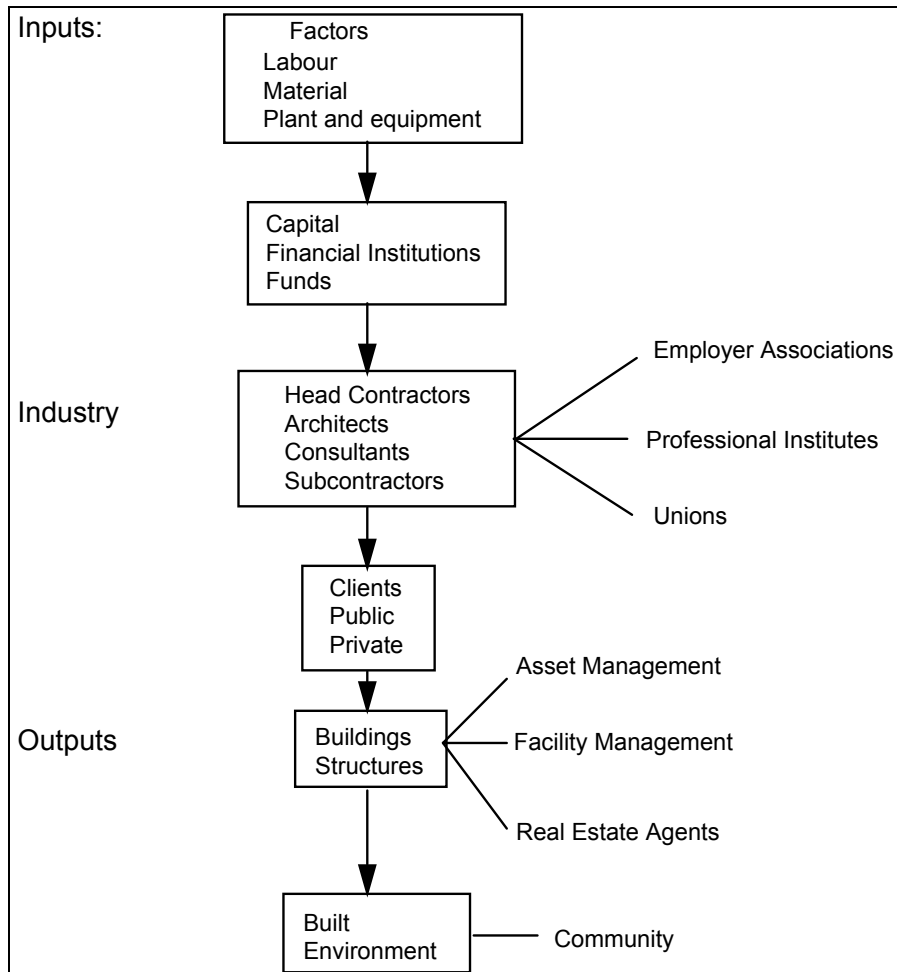 Inputs:
Factors
Labour
Material
Plant and equipment
Capital
Financial Institutions
Funds
Industry
Head Contractors
Architects
Consultants
Subcontractors
Employer Associations
Professional Institutes
Unions
Clients
Public
Private
Outputs
Buildings
Structures
Asset Management
Facility Management
Real Estate Agents
Built
Environment
Community